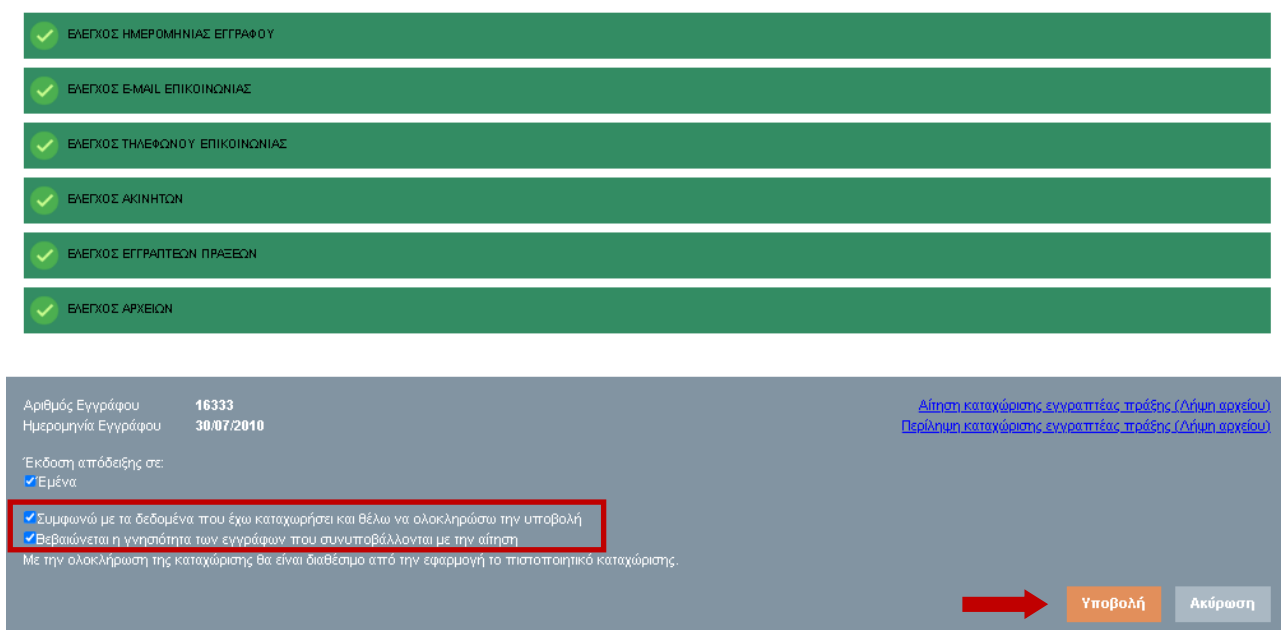 ΕΛΕΓΧΟΣ ΗΜΕΡΟΜΗΝΙΑΣ ΕΓΓΡΑΦΟΥ
ΕΛΕΓΧΟΣ E-MAIL ΕΠΙΚΟΙΝΩΝΙΑΣ
ΕΛΕΓΧΟΣ ΤΗΛΕΦΩΝΟΥ ΕΠΙΚΟΙΝΩΝΙΑΣ
ΕΛΕΓΧΟΣ ΑΚΙΝΗΤΩΝ
ΕΛΕΓΧΟΣ ΕΓΓΡΑΠΤΕΩΝ ΠΡΑΞΕΩΝ
ΕΛΕΓΧΟΣ ΑΡΧΕΙΩΝ
Αριθμός Εγγράφου 16333 Αίτηση καταχώρισης εγγραπτέας πράξης (Λήψη αρχείου)
Ημερομηνία Εγγράφου 30/07/2010 Περίληψη καταχώρισης εγγραπτέας πράξης (Λήψη αρχείου)
Έκδοση απόδειξης σε:
Έμένα
Συμφωνώ με τα δεδομένα που έχω καταχωρήσει και θέλω να ολοκληρώσω την υποβολή
Θεβαιώνεται η γνησιότητα των εγγράφων που συνυποβάλλονται με την αίτηση
Με την ολοκλήρωση της καταχώρισης θα είναι διαθέσιμο από την εφαρμογή το πιστοποιητικό καταχώρισης.
Υποβολή Ακύρωση